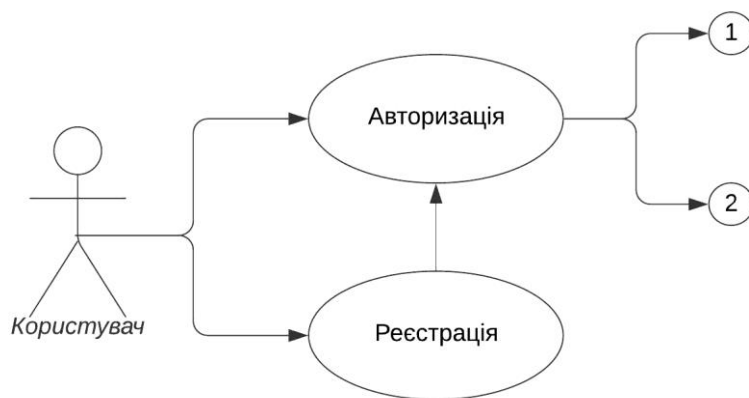 1
Авторизація
2
Користувач
Реєстрація